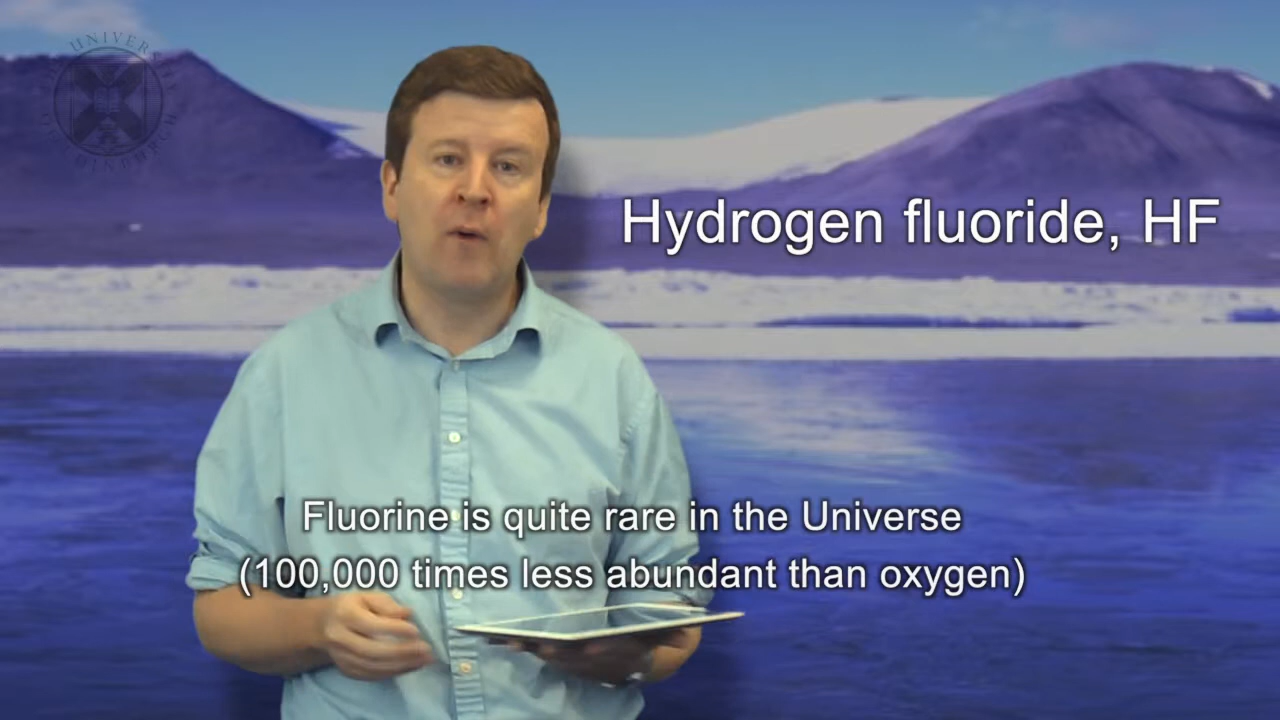 Hydrogen fluoride, HF
Fluorine is quite rare in the Universe
(100,000 times less abundant than oxygen)